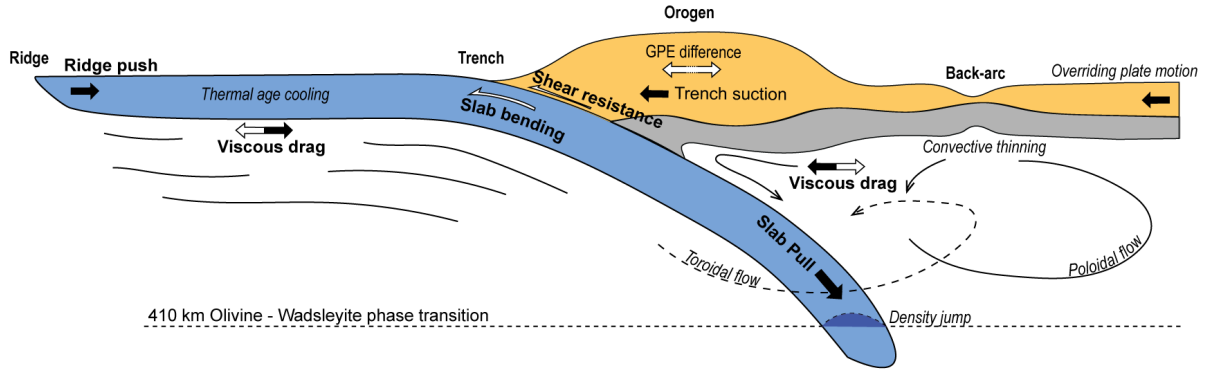 Orogen
Ridge
Ridge push
Trench
GPE difference
Back-arc
Overriding plate motion
Thermal age cooling
Shear resistance
Trench suction
Slab bending
Viscous drag
Convective thinning
Viscous drag
Slab Pull
Toroidal flow
Poloidal flow
410 km Olivine - Wadsleyite phase transition
Density jump